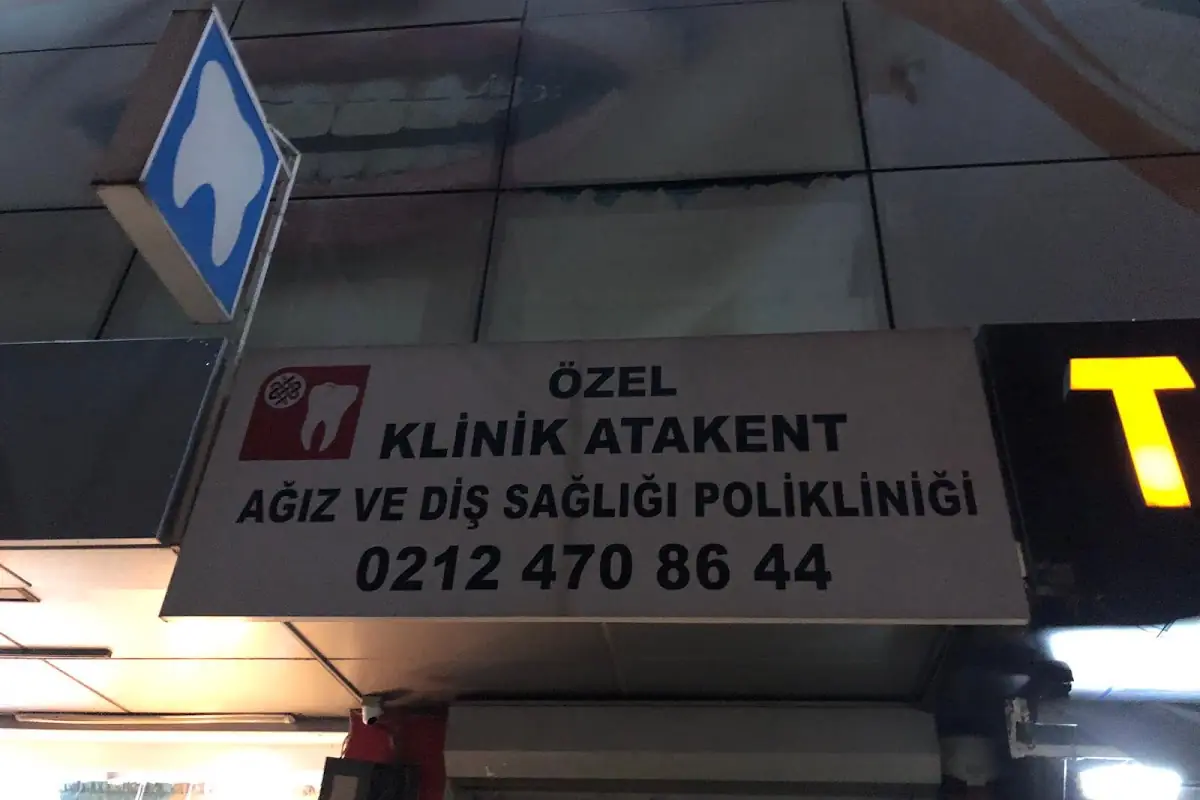 ÖZEL
KLİNİK ATAKENT
AĞIZ VE DİŞ SAĞLIĞI POLİKLİNİĞİ
0212 470 86 44
T